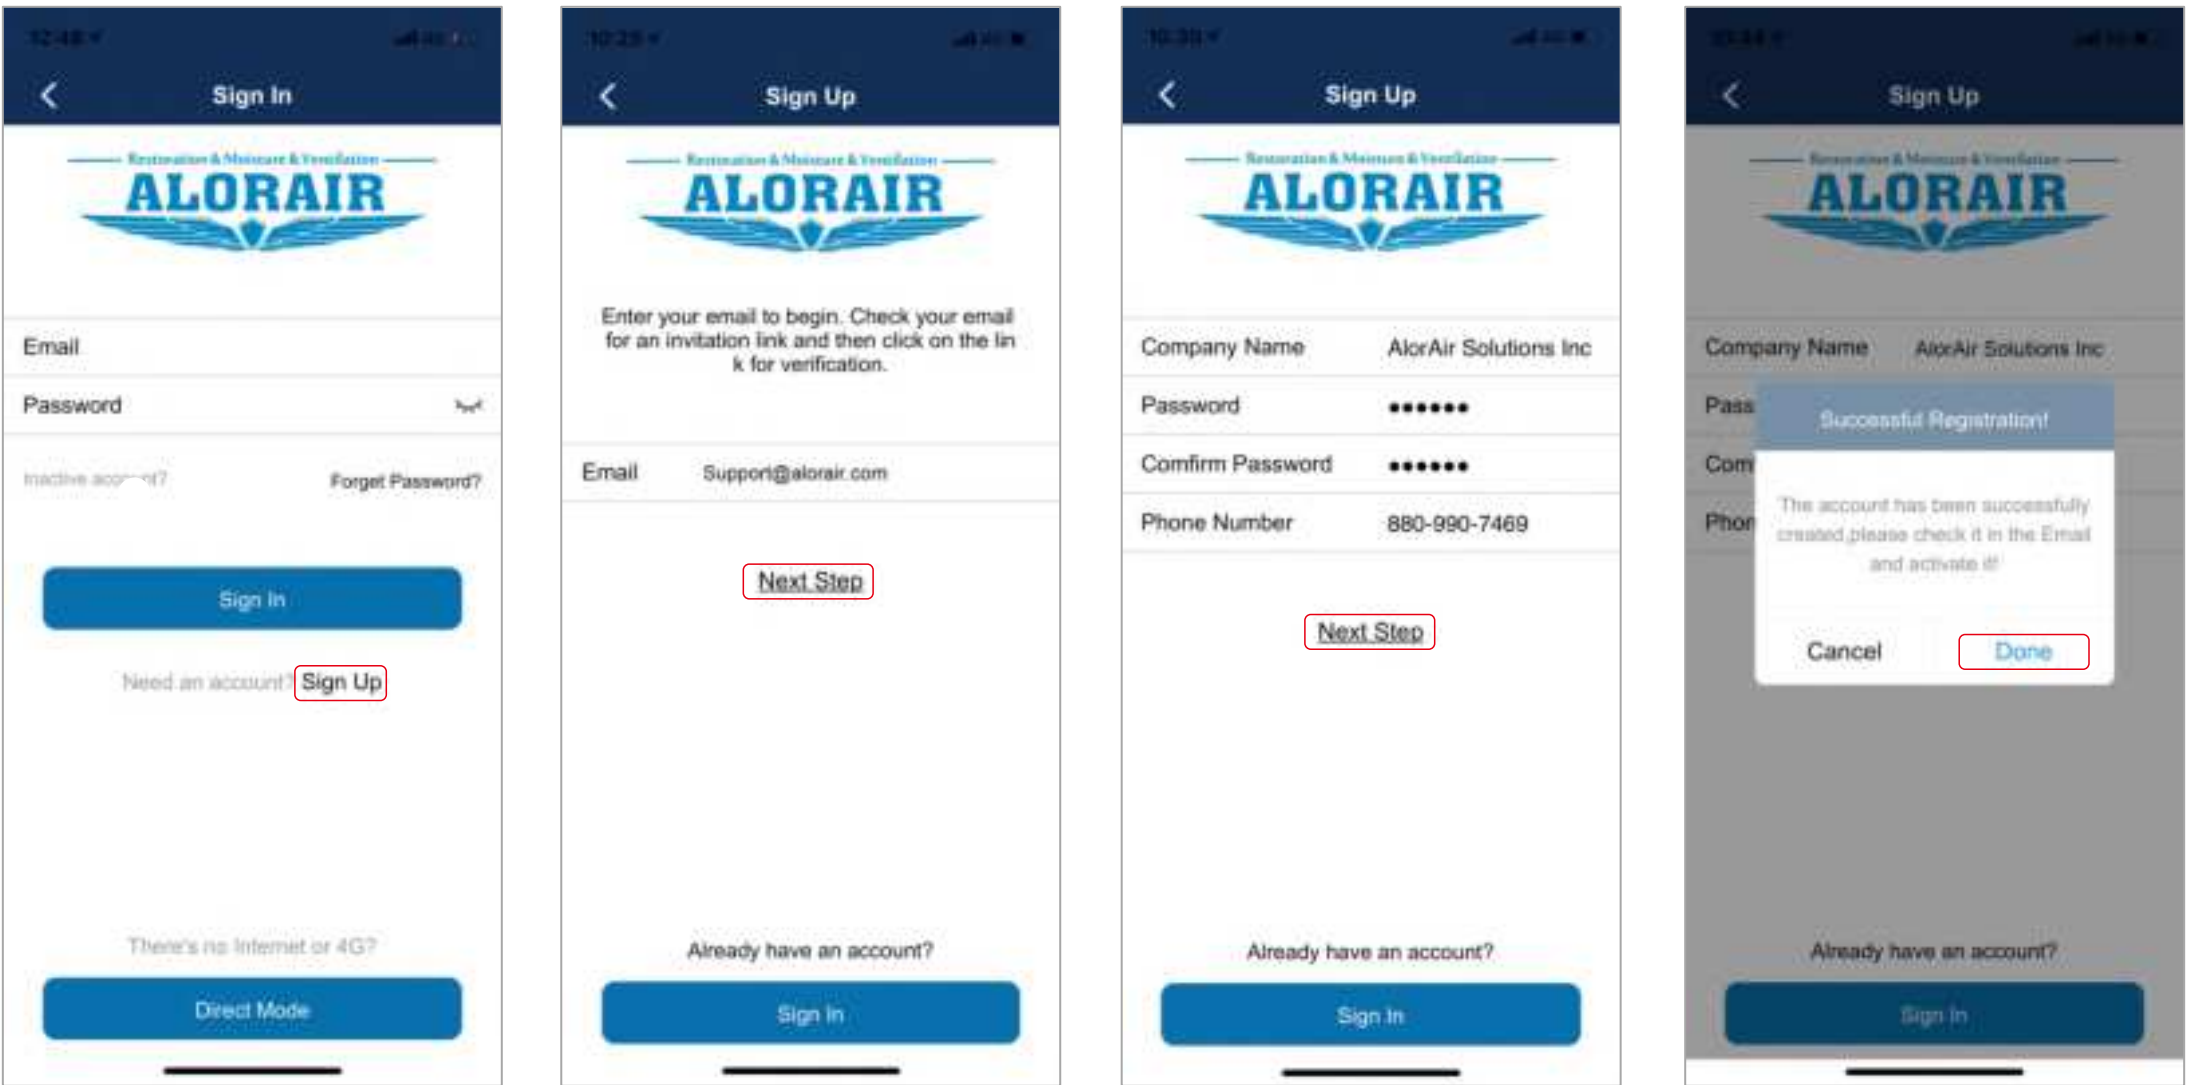 Sign In
Restoration & Moisture & Ventilation
ALORAIR
Email
Password
Forget Password?
Sign In
Need an account? Sign Up
There's no Internet or 4G?
Direct Mode
Sign Up
Restoration & Moisture & Ventilation
ALORAIR
Enter your email to begin. Check your email
for an invitation link and then click on the lin
k for verification.
Email Support@alorair.com
Next Step
Already have an account?
Sign In
Sign Up
Restoration & Moisture & Ventilation
ALORAIR
Company Name AlorAir Solutions Inc
Password ●●●●●●
Comfirm Password ●●●●●●
Phone Number 880-990-7469
Next Step
Already have an account?
Sign In
Sign Up
Restoration & Moisture & Ventilation
ALORAIR
Company Name AlorAir Solutions Inc
Pass
Successful Registration!
Com
The account has been successfully
Phon
created,please check it in the Email
and activate it!
Cancel Done
Already have an account?
Sign In